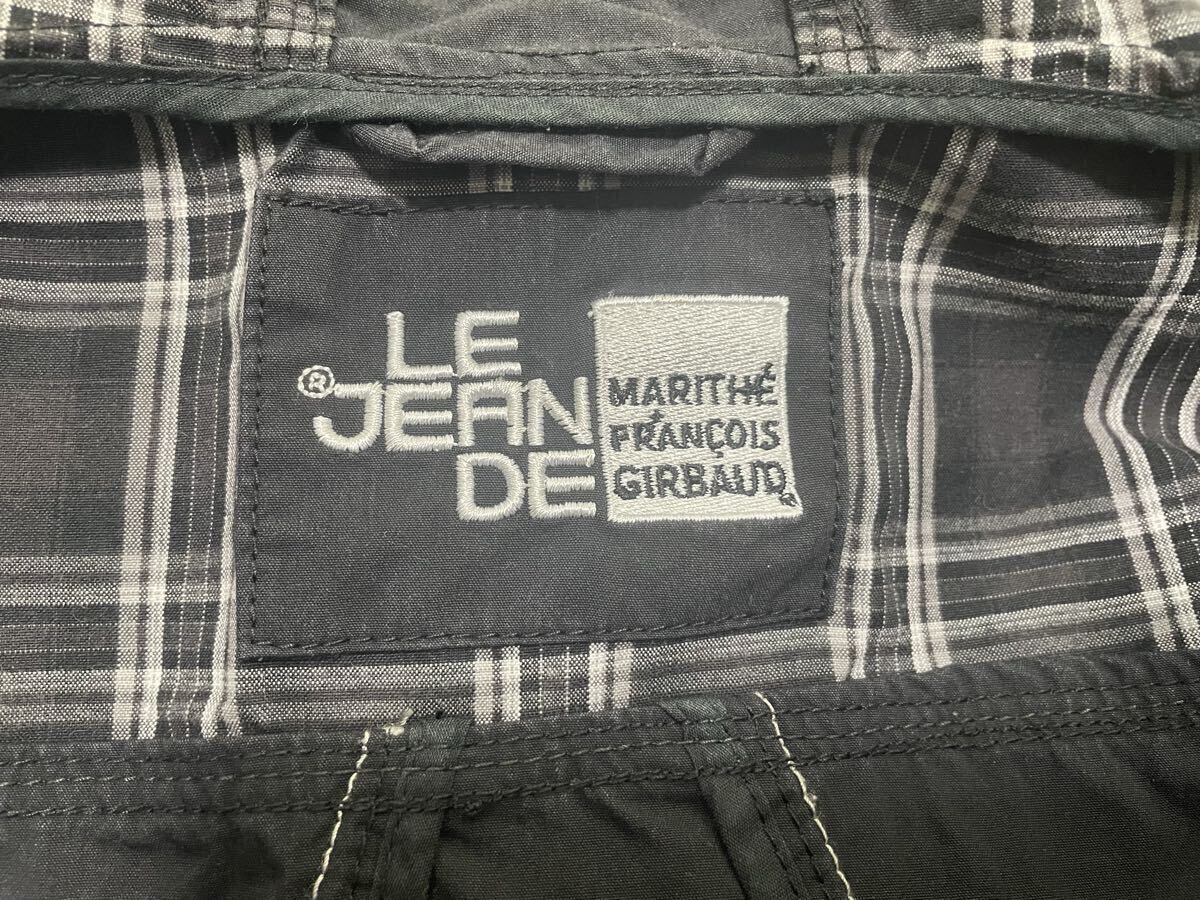 LE
® JEAN
DE
MARITHÉ
+
FRANÇOIS
GIRBAUD®